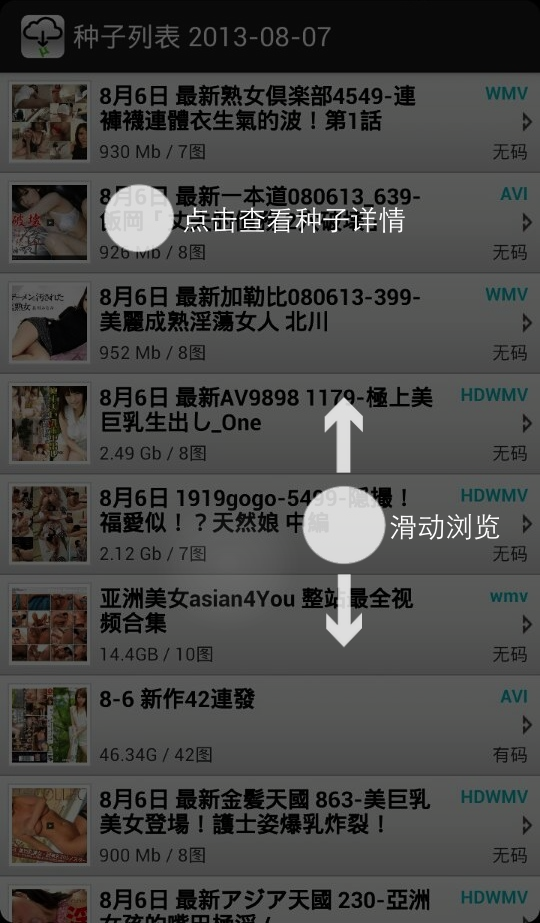 种子列表 2013-08-07
8月6日 最新熟女倶楽部4549-連 WMV
褲襪連體衣生氣的波！第1話
930 Mb / 7图 无码
8月6日 最新一本道080613_639- AVI
飯岡「
点击查看种子详情
926 Mb / 8图 无码
8月6日 最新加勒比080613-399- WMV
美麗成熟淫蕩女人 北川
952 Mb / 8图 无码
8月6日 最新AV9898 1179-極上美 HDWMV
巨乳生出し_One
2.49 Gb / 8图 无码
8月6日 1919gogo-5499-隠撮！ HDWMV
福愛似！？天然娘 中編
滑动浏览
2.12 Gb / 7图 无码
亚洲美女asian4You 整站最全视 wmv
频合集
14.4GB / 10图 无码
8-6 新作42連發 AVI
46.34G / 42图 有码
8月6日 最新金髪天國 863-美巨乳 HDWMV
美女登場！護士姿爆乳炸裂！
900 Mb / 8图 无码
8月6日 最新アジア天國 230-亞洲 HDWMV